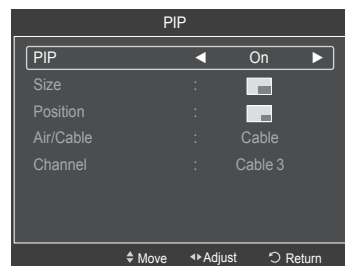 PIP
PIP ◀ On ▶
Size :
Position :
Air/Cable : Cable
Channel : Cable 3
Move Adjust Return